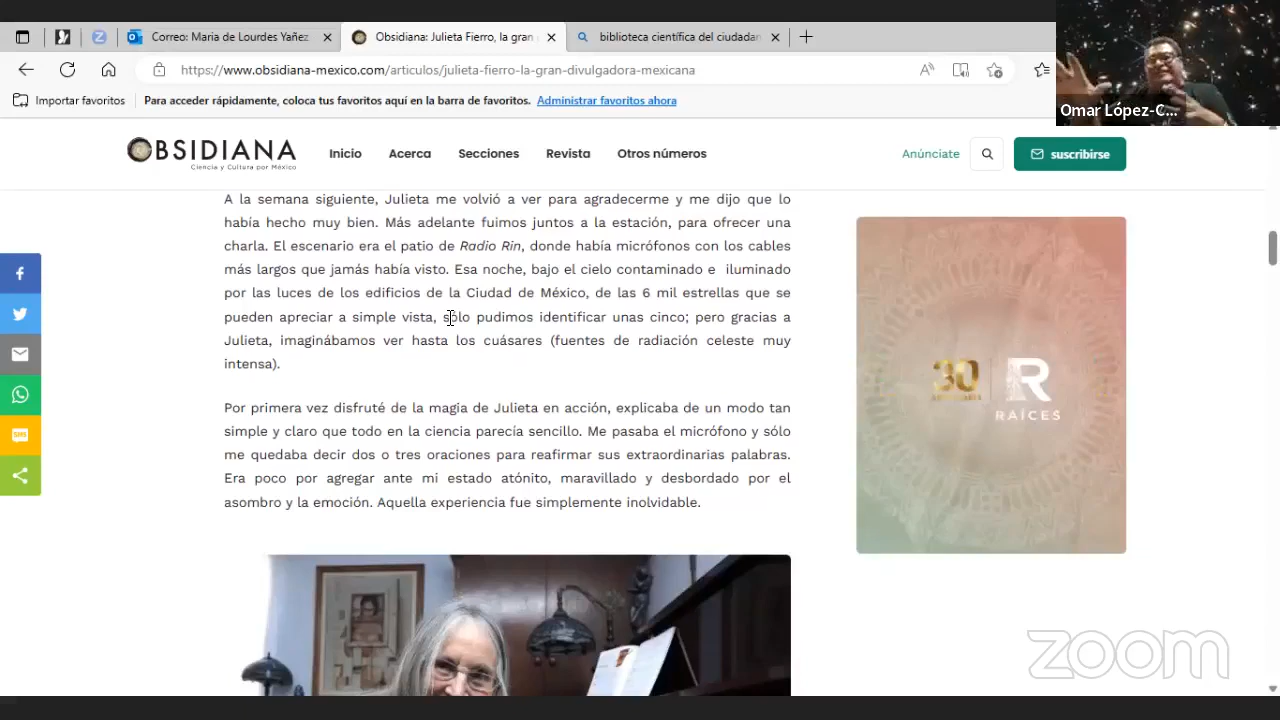 Correo: Maria de Lourdes Yañez
Obsidiana: Julieta Fierro, la gran
biblioteca científica del ciudadan
https://www.obsidiana-mexico.com/articulos/julieta-fierro-la-gran-divulgadora-mexicana
Importar favoritos
Para acceder rápidamente, coloca tus favoritos aquí en la barra de favoritos. Administrar favoritos ahora
Omar López-C...
OBSIDIANA
Ciencia y Cultura por México
Inicio Acerca Secciones Revista Otros números
Anúnciate
suscribirse
A la semana siguiente, Julieta me volvió a ver para agradecerme y me dijo que lo
había hecho muy bien. Más adelante fuimos juntos a la estación, para ofrecer una
charla. El escenario era el patio de Radio Rin, donde había micrófonos con los cables
más largos que jamás había visto. Esa noche, bajo el cielo contaminado e iluminado
por las luces de los edificios de la Ciudad de México, de las 6 mil estrellas que se
pueden apreciar a simple vista, sólo pudimos identificar unas cinco; pero gracias a
Julieta, imaginábamos ver hasta los cuásares (fuentes de radiación celeste muy
intensa).
Por primera vez disfruté de la magia de Julieta en acción, explicaba de un modo tan
simple y claro que todo en la ciencia parecía sencillo. Me pasaba el micrófono y sólo
me quedaba decir dos o tres oraciones para reafirmar sus extraordinarias palabras.
Era poco por agregar ante mi estado atónito, maravillado y desbordado por el
asombro y la emoción. Aquella experiencia fue simplemente inolvidable.
30
R
RAÍCES
SMS
zoom